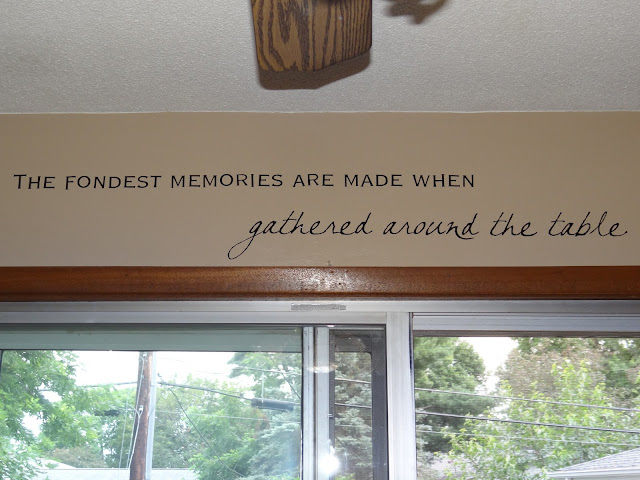 THE FONDEST MEMORIES ARE MADE WHEN
gathered around the table